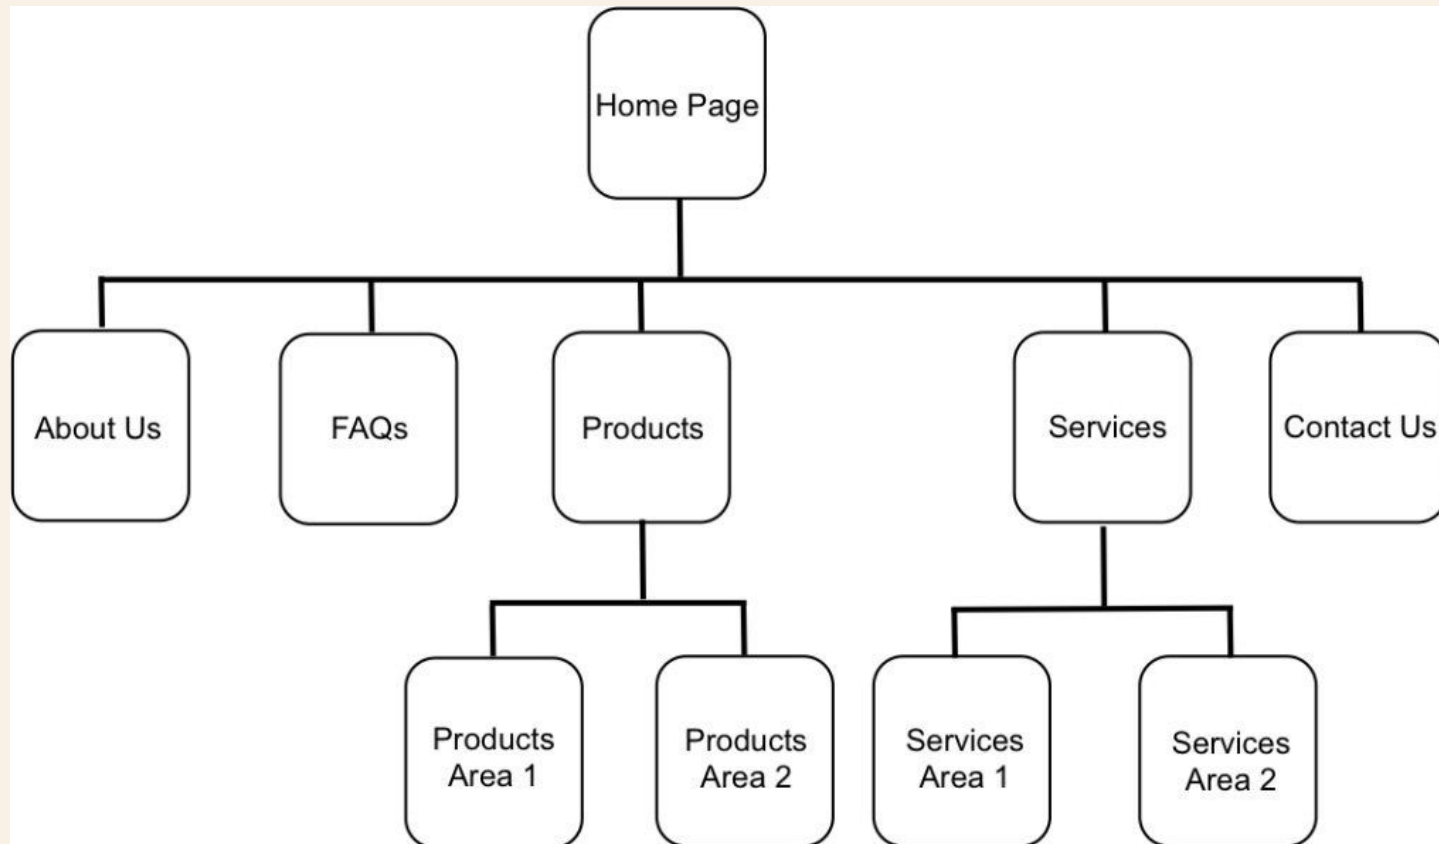 Home Page
About Us
FAQs
Products
Services
Contact Us
Products
Area 1
Products
Area 2
Services
Area 1
Services
Area 2